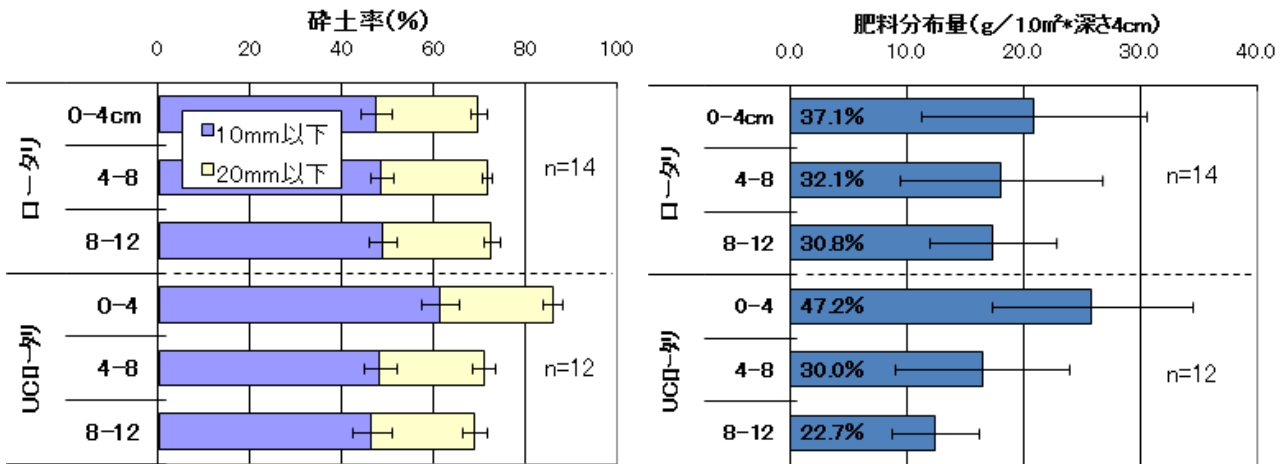 砕土率(%)
0 20 40 60 80 100
ロータリ
0-4cm
4-8
8-12
10mm以下
20mm以下
n=14
UCロータリ
0-4
4-8
8-12
n=12
肥料分布量(g/10㎡*深さ4cm)
0.0 10.0 20.0 30.0 40.0
ロータリ
0-4cm 37.1%
4-8 32.1%
8-12 30.8%
n=14
UCロータリ
0-4 47.2%
4-8 30.0%
8-12 22.7%
n=12